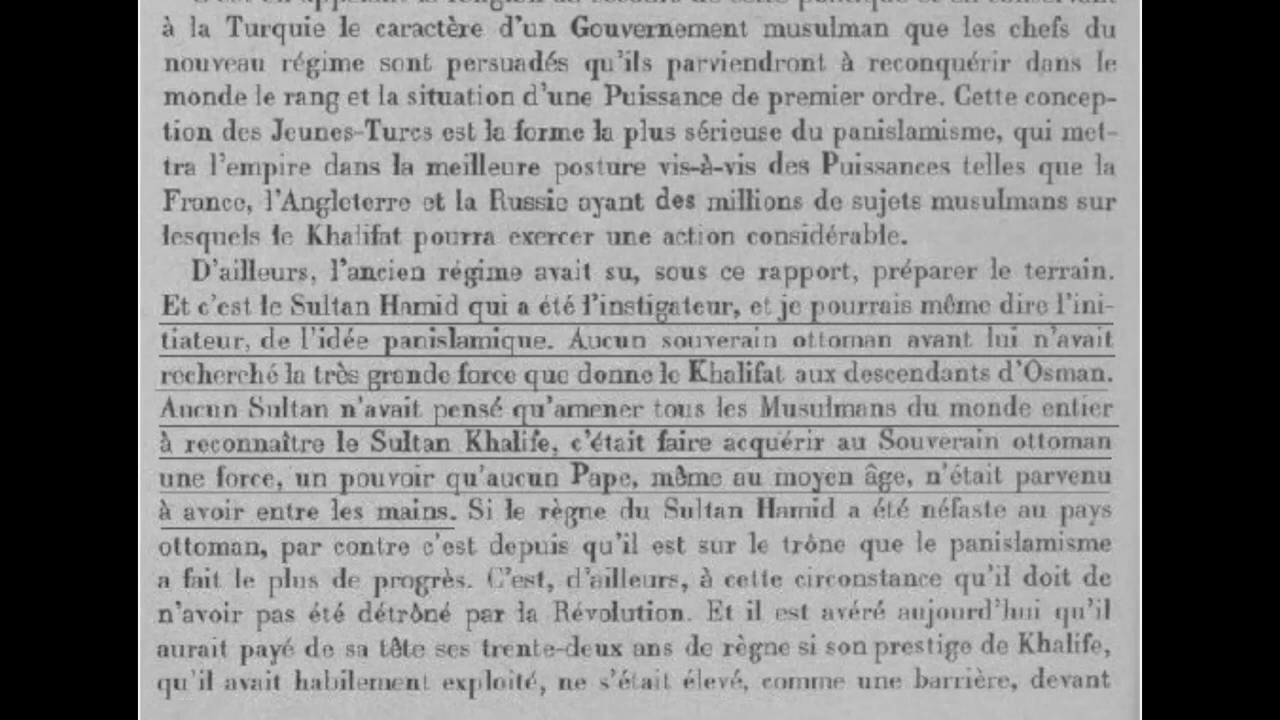 C'est en appelant la religion au secours de cette politique et en conservant
à la Turquie le caractère d'un Gouvernement musulman que les chefs du
nouveau régime sont persuadés qu'ils parviendront à reconquérir dans le
monde le rang et la situation d'une Puissance de premier ordre. Cette concep-
tion des Jeunes-Turcs est la forme la plus sérieuse du panislamisme, qui met-
tra l'empire dans la meilleure posture vis-à-vis des Puissances telles que la
France, l'Angleterre et la Russie ayant des millions de sujets musulmans sur
lesquels le Khalifat pourra exercer une action considérable.
D'ailleurs, l'ancien régime avait su, sous ce rapport, préparer le terrain.
Et c'est le Sultan Hamid qui a été l'instigateur, et je pourrais même dire l'ini-
tiateur, de l'idée panislamique. Aucun souverain ottoman avant lui n'avait
recherché la très grande force que donne le Khalifat aux descendants d'Osman.
Aucun Sultan n'avait pensé qu'amener tous les Musulmans du monde entier
à reconnaître le Sultan Khalife, c'était faire acquérir au Souverain ottoman
une force, un pouvoir qu'aucun Pape, même au moyen âge, n'était parvenu
à avoir entre les mains. Si le règne du Sultan Hamid a été néfaste au pays
ottoman, par contre c'est depuis qu'il est sur le trône que le panislamisme
a fait le plus de progrès. C'est, d'ailleurs, à cette circonstance qu'il doit de
n'avoir pas été détrôné par la Révolution. Et il est avéré aujourd'hui qu'il
aurait payé de sa tête ses trente-deux ans de règne si son prestige de Khalife,
qu'il avait habilement exploité, ne s'était élevé, comme une barrière, devant